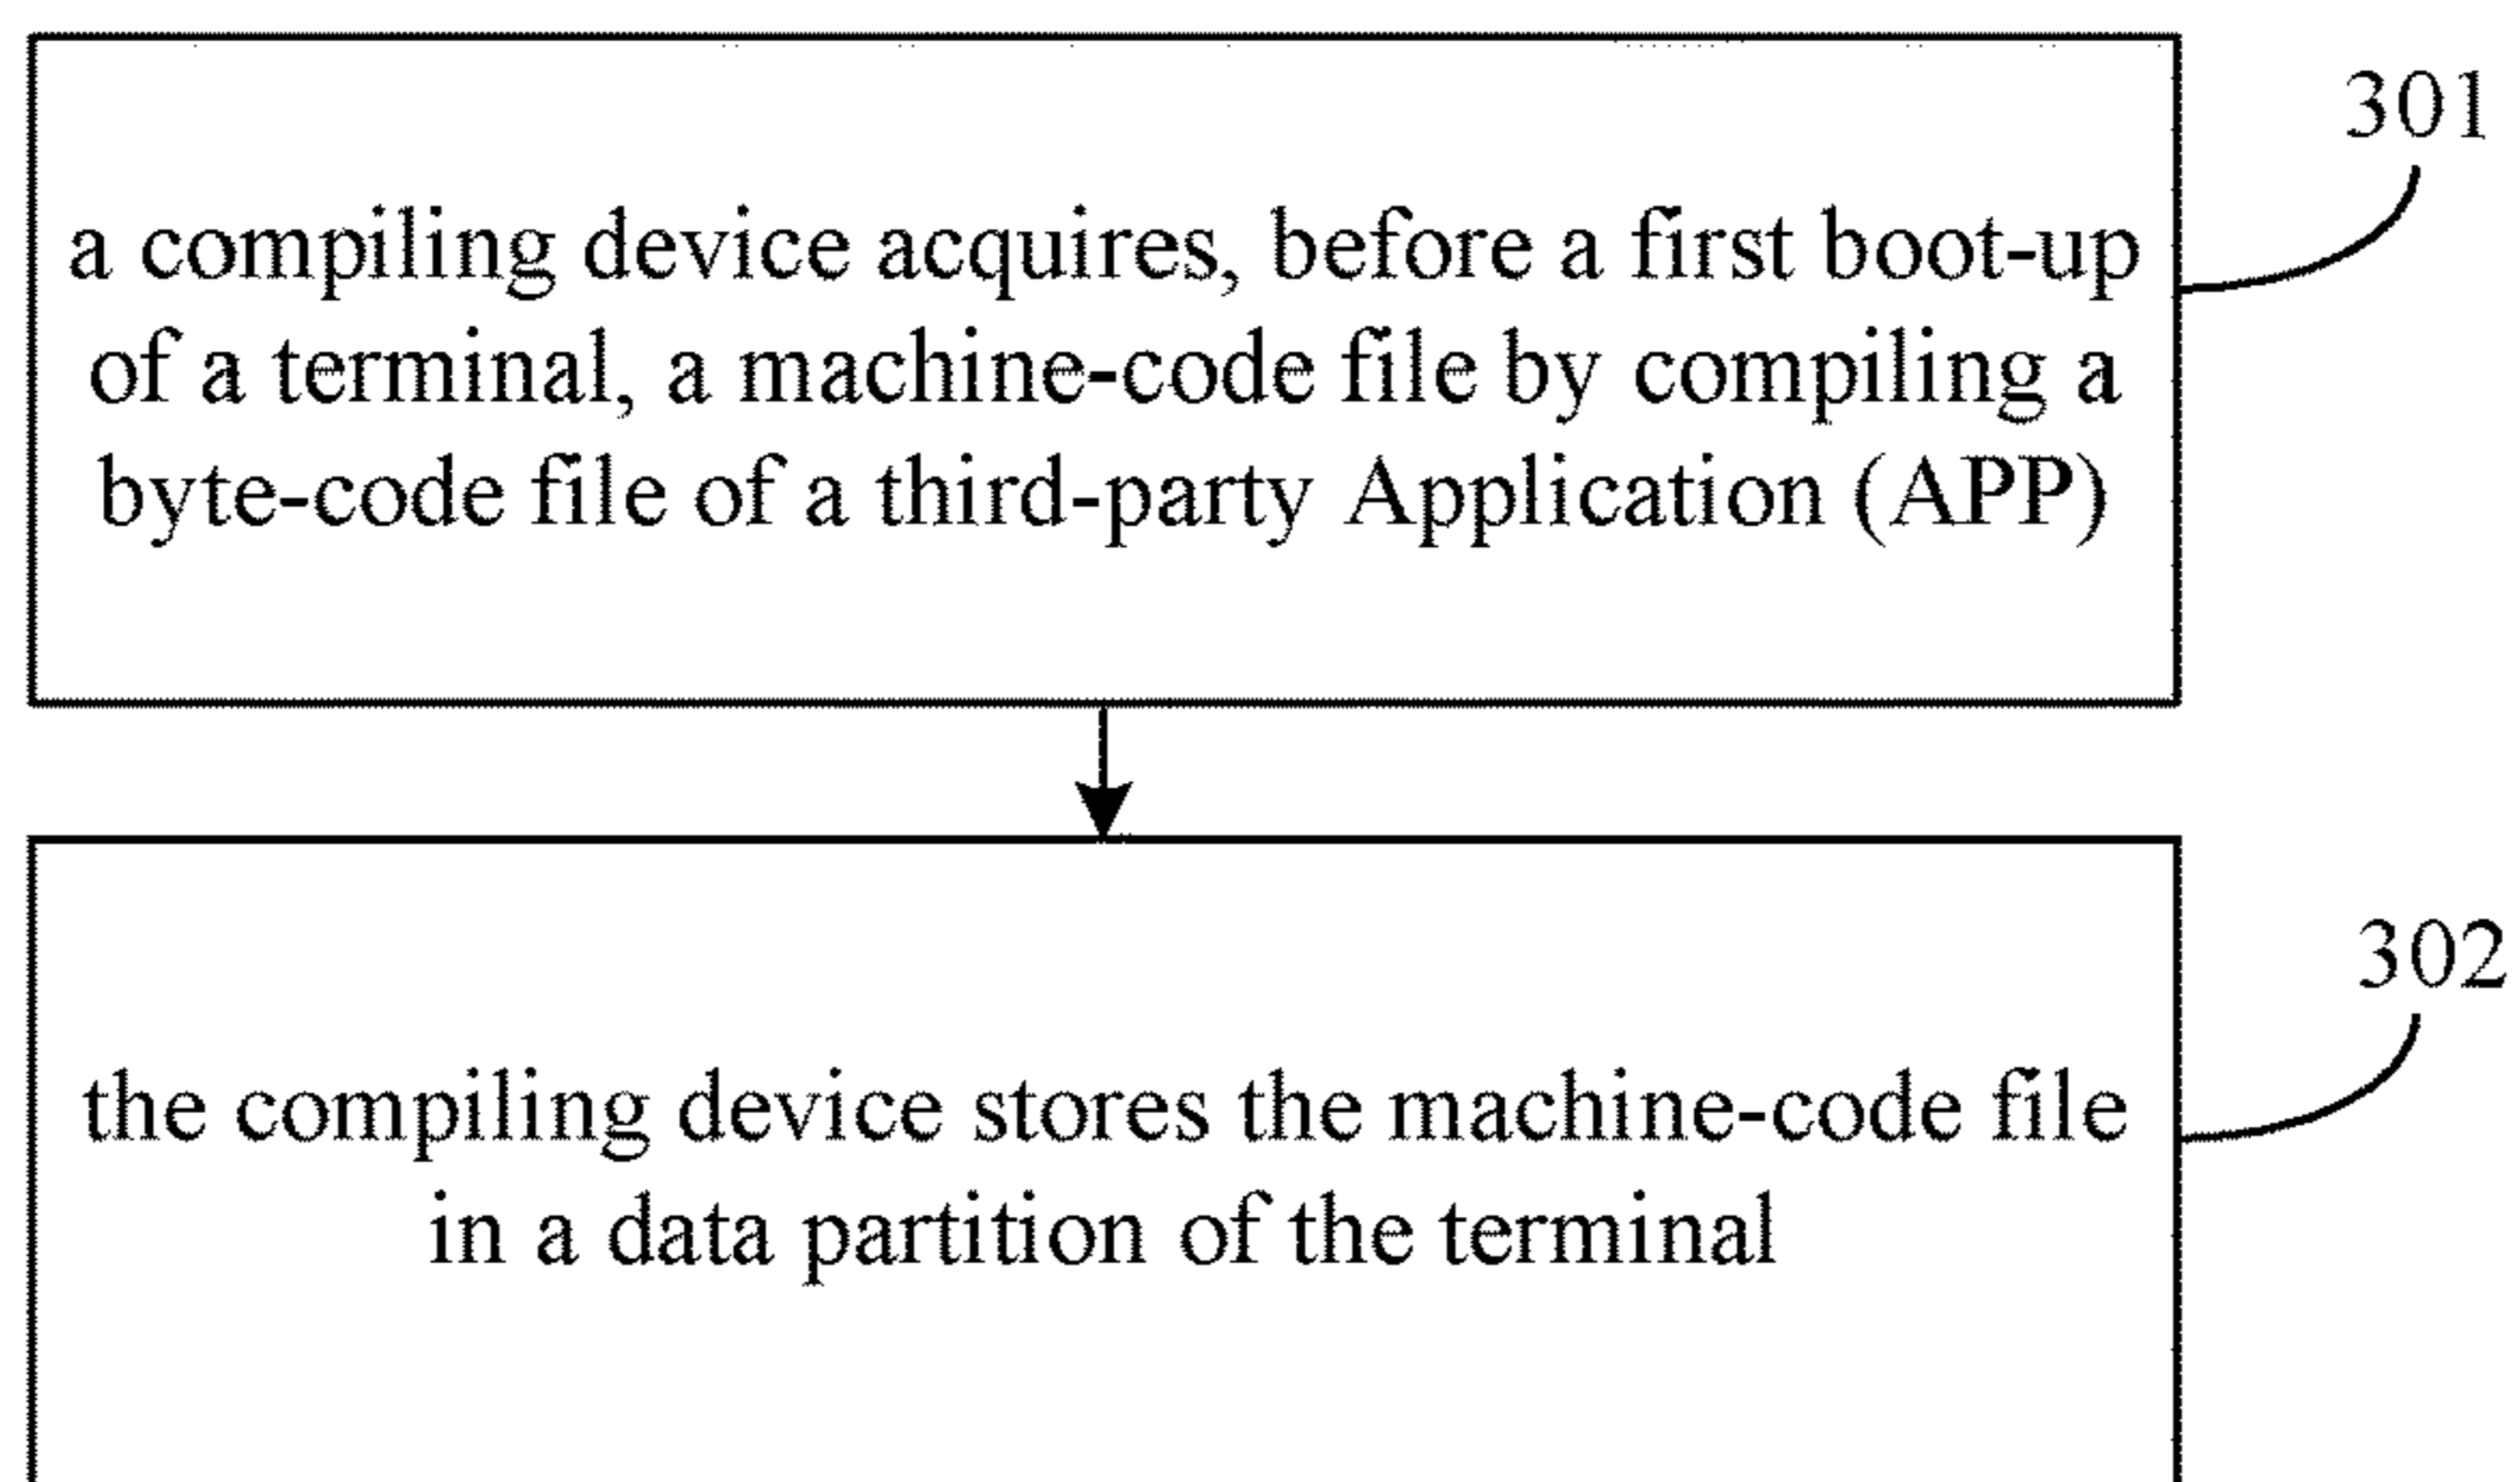 301
a compiling device acquires, before a first boot-up
of a terminal, a machine-code file by compiling a
byte-code file of a third-party Application (APP)
302
the compiling device stores the machine-code file
in a data partition of the terminal